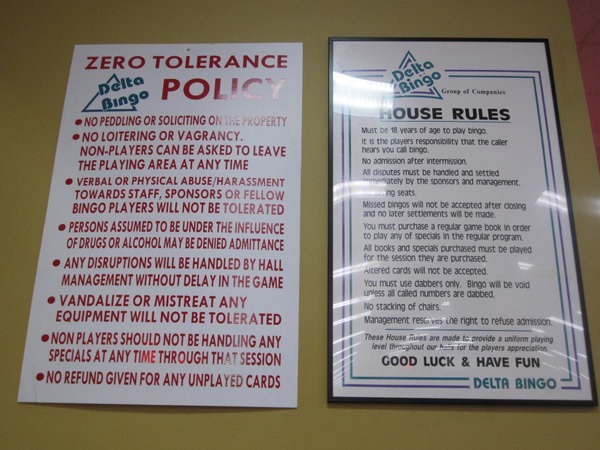 ZERO TOLERANCE
Delta Bingo
POLICY
• NO PEDDLING OR SOLICITING ON THE PROPERTY
• NO LOITERING OR VAGRANCY.
NON-PLAYERS CAN BE ASKED TO LEAVE
THE PLAYING AREA AT ANY TIME
• VERBAL OR PHYSICAL ABUSE/HARASSMENT
TOWARDS STAFF, SPONSORS OR FELLOW
BINGO PLAYERS WILL NOT BE TOLERATED
• PERSONS ASSUMED TO BE UNDER THE INFLUENCE
OF DRUGS OR ALCOHOL MAY BE DENIED ADMITTANCE
• ANY DISRUPTIONS WILL BE HANDLED BY HALL
MANAGEMENT WITHOUT DELAY IN THE GAME
• VANDALIZE OR MISTREAT ANY
EQUIPMENT WILL NOT BE TOLERATED
• NON PLAYERS SHOULD NOT BE HANDLING ANY
SPECIALS AT ANY TIME THROUGH THAT SESSION
• NO REFUND GIVEN FOR ANY UNPLAYED CARDS
Delta
Bingo
Group of Companies
HOUSE RULES
Must be 18 years of age to play bingo.
It is the players responsibility that the caller
hears you call bingo.
No admission after intermission.
All disputes must be handled and settled
immediately by the sponsors and management.
seats.
Missed bingos will not be accepted after closing
and no later settlements will be made.
You must purchase a regular game book in order
to play any of specials in the regular program.
All books and specials purchased must be played
for the session they are purchased.
Altered cards will not be accepted.
You must use dabbers only. Bingo will be void
unless all called numbers are dabbed.
No stacking of chairs.
Management reserves the right to refuse admission.
These House Rules are made to provide a uniform playing
level throughout our halls for the players appreciation.
GOOD LUCK & HAVE FUN
DELTA BINGO